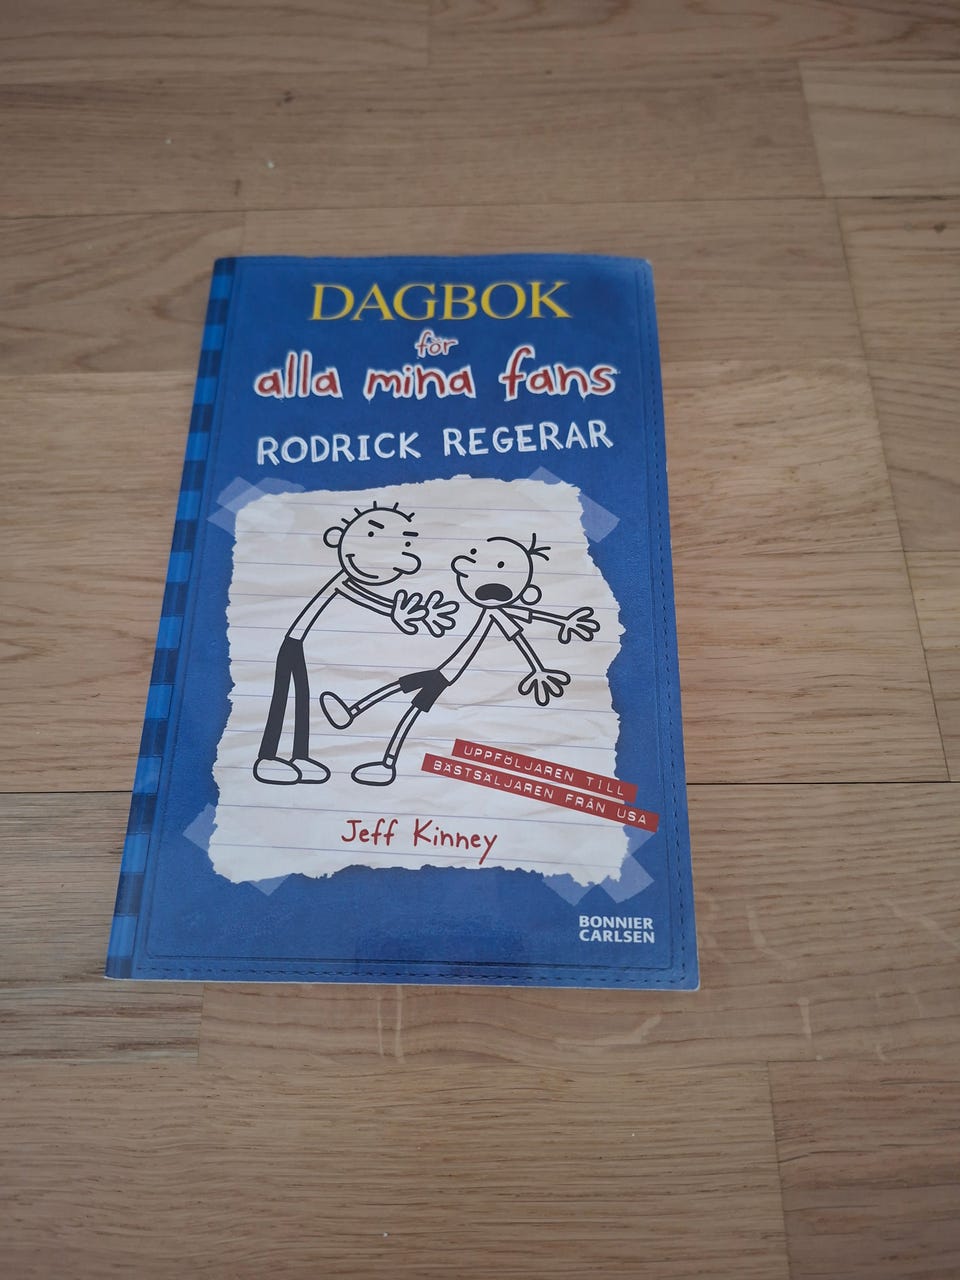 DAGBOK
för
alla mina fans
RODRICK REGERAR
UPPFÖLJAREN TILL
BÄSTSÄLJAREN FRÅN USA
Jeff Kinney
BONNIER
CARLSEN